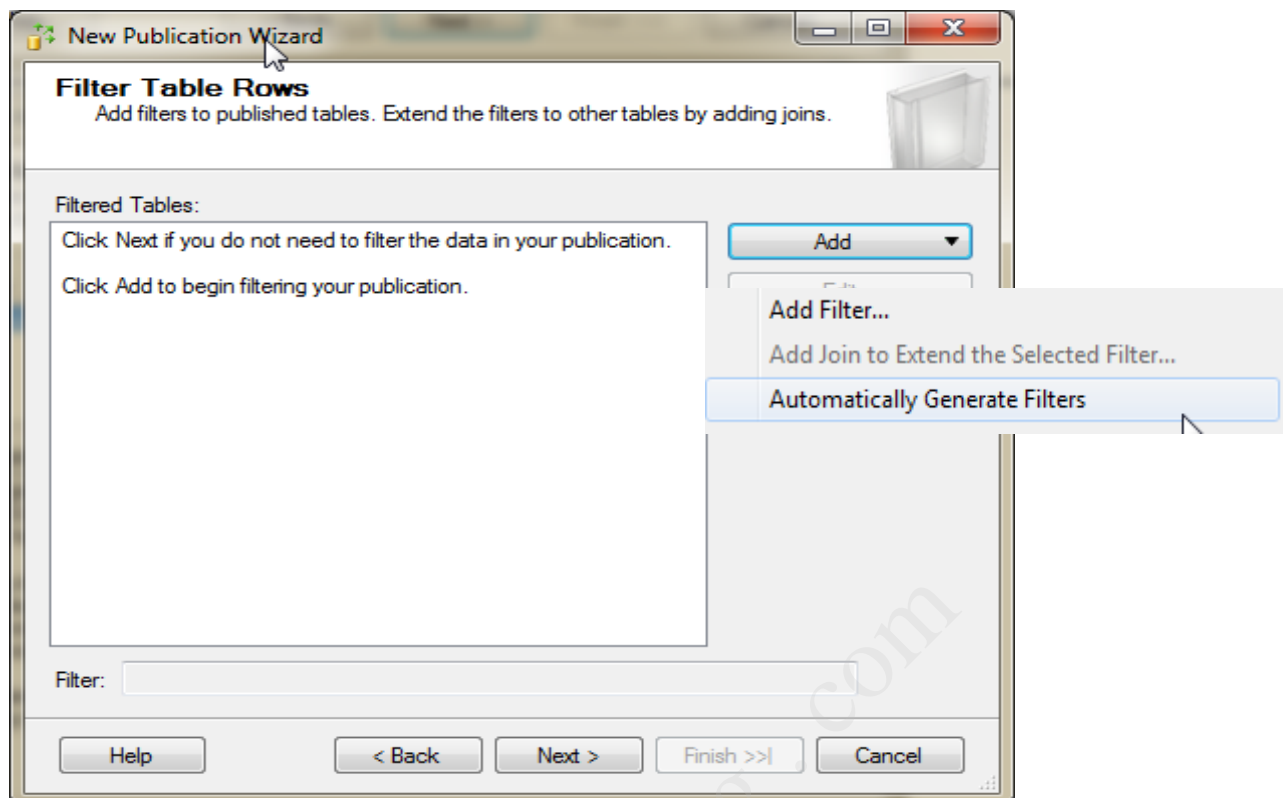 New Publication Wizard
Filter Table Rows
Add filters to published tables. Extend the filters to other tables by adding joins.
Filtered Tables:
Click Next if you do not need to filter the data in your publication.
Click Add to begin filtering your publication.
Add
Add Filter...
Add Join to Extend the Selected Filter...
Automatically Generate Filters
Filter:
Help
< Back
Next >
Finish >>|
Cancel
. com